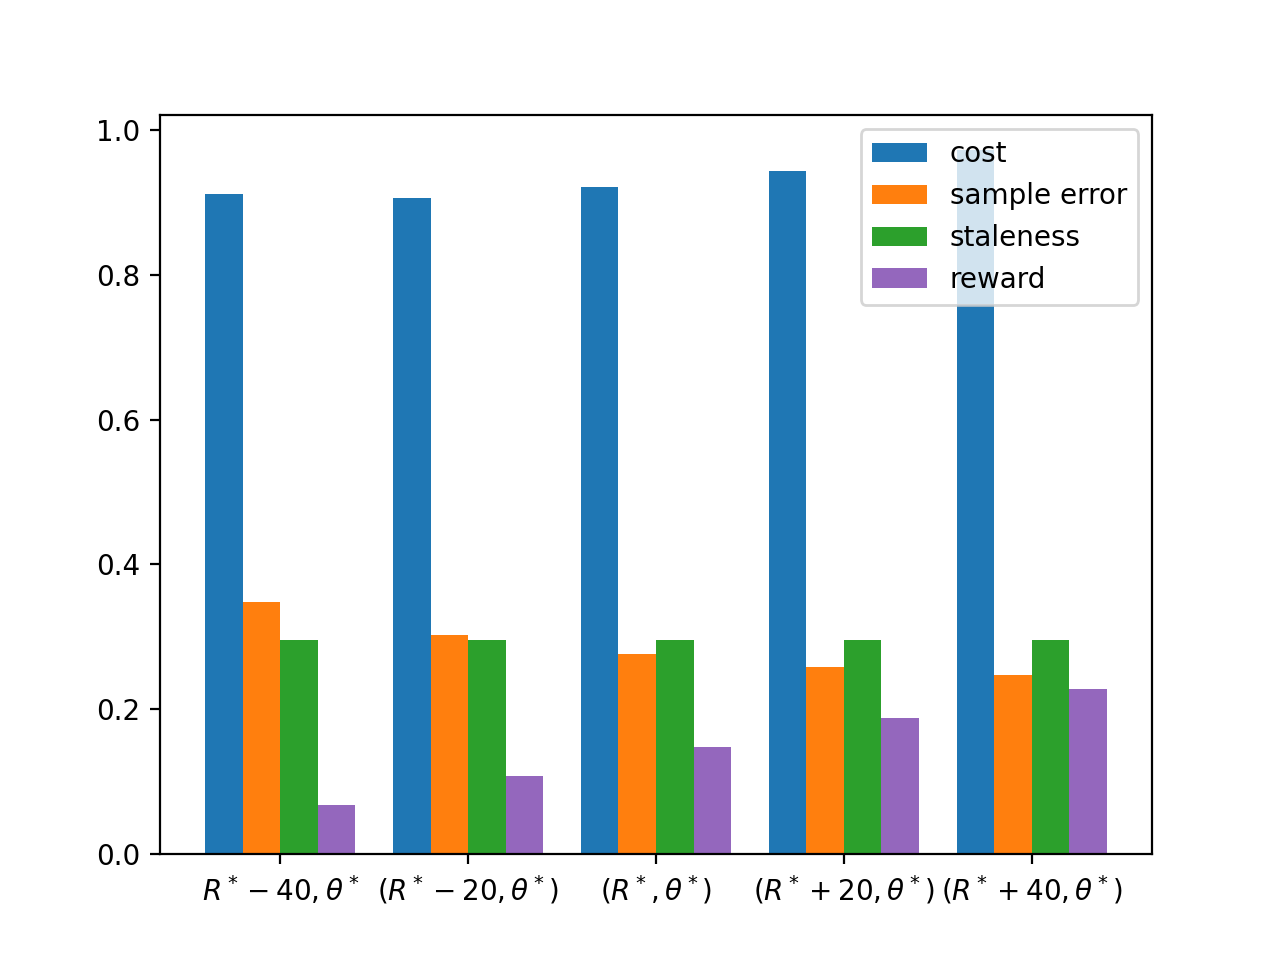 1.0
0.8
0.6
0.4
0.2
0.0
cost
sample error
staleness
reward
R* − 40, θ*
(R* − 20, θ*)
(R*, θ*)
(R* + 20, θ*)
(R* + 40, θ*)